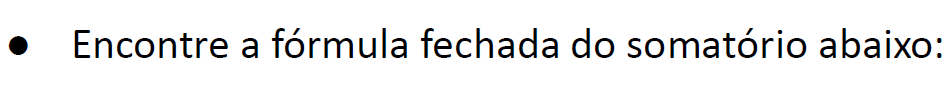 ● Encontre a fórmula fechada do somatório abaixo: